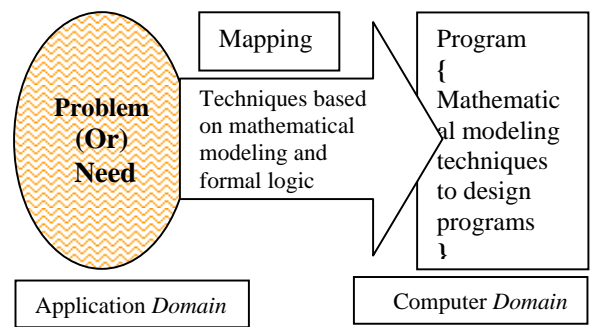 Mapping
Problem
(Or)
Need
Techniques based
on mathematical
modeling and
formal logic
Program
{
Mathematic
al modeling
techniques
to design
programs
}
Application Domain
Computer Domain